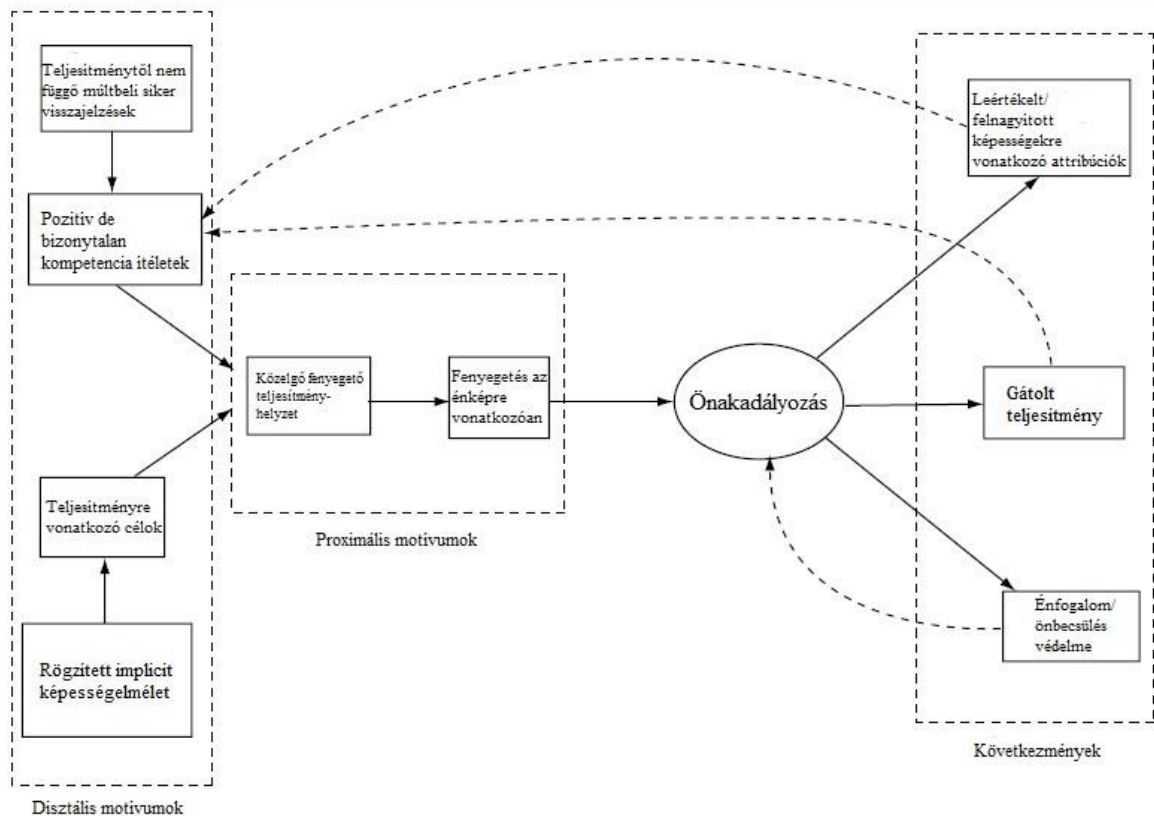 Teljesítménytől nem
függő múltbeli siker
visszajelzések
Pozitív de
bizonytalan
kompetencia ítéletek
Teljesítményre
vonatkozó célok
Rögzített implicit
képességelmélet
Disztális motivumok
Közelgő fenyegető
teljesítmény-
helyzet
Fenyegetés az
énképre
vonatkozóan
Proximális motivumok
Önakadályozás
Leértékelt/
felnagyított
képességekre
vonatkozó attribúciók
Gátolt
teljesítmény
Énfogalom/
önbecsülés
védelme
Következmények